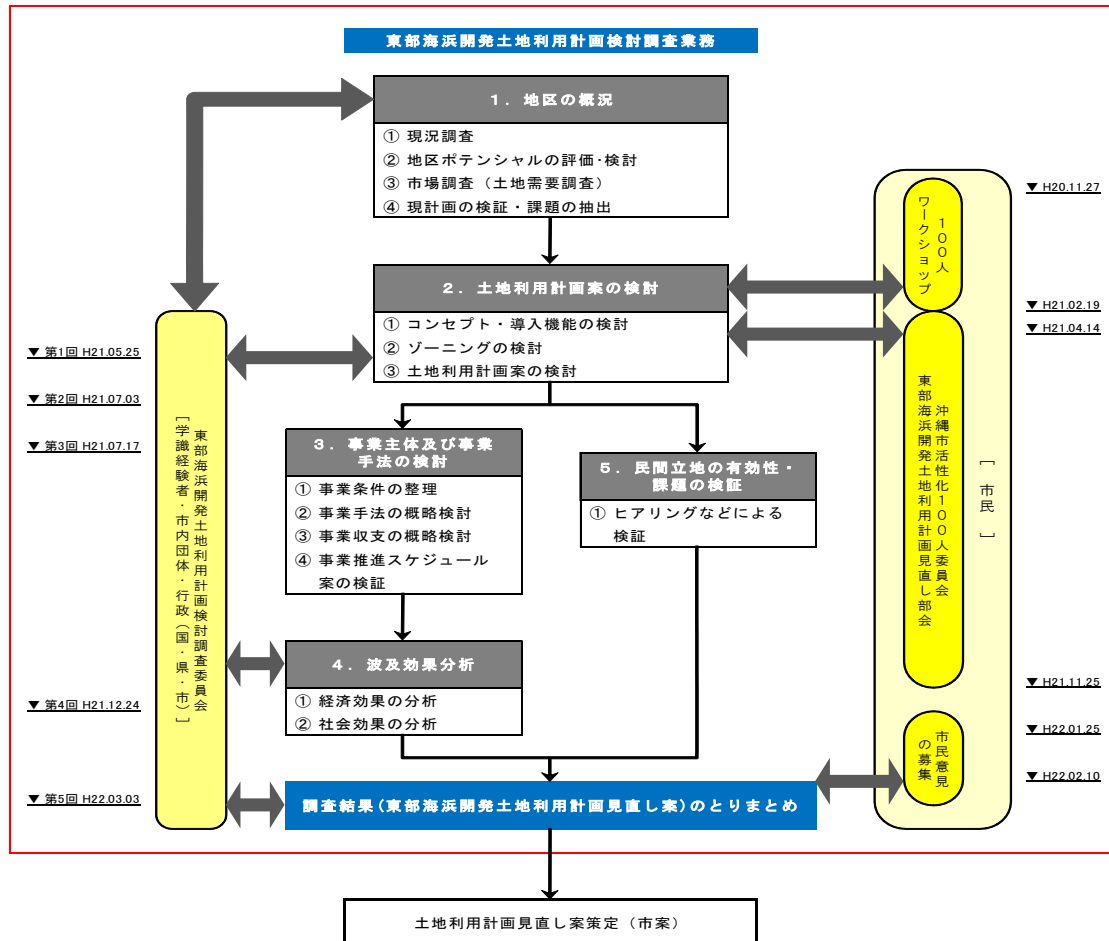 東部海浜開発土地利用計画検討調査業務
1．地区の概況
① 現況調査
② 地区ポテンシャルの評価･検討
③ 市場調査（土地需要調査）
④ 現計画の検証・課題の抽出
2．土地利用計画案の検討
① コンセプト・導入機能の検討
② ゾーニングの検討
③ 土地利用計画案の検討
3．事業主体及び事業
手法の検討
① 事業条件の整理
② 事業手法の概略検討
③ 事業収支の概略検討
④ 事業推進スケジュール
案の検証
5．民間立地の有効性・
課題の検証
① ヒアリングなどによる
検証
4．波及効果分析
① 経済効果の分析
② 社会効果の分析
調査結果(東部海浜開発土地利用計画見直し案)のとりまとめ
土地利用計画見直し案策定（市案）
▼ 第1回 H21.05.25
▼ 第2回 H21.07.03
▼ 第3回 H21.07.17
▼ 第4回 H21.12.24
▼ 第5回 H22.03.03
東部海浜開発土地利用計画検討調査委員会
［学識経験者・市内団体・行政（国・県・市）］
100人
ワークショップ
沖縄市活性化100人委員会
東部海浜開発土地利用計画見直し部会
市民意見
の募集
［ 市民 ］
▼ H20.11.27
▼ H21.02.19
▼ H21.04.14
▼ H21.11.25
▼ H22.01.25
▼ H22.02.10